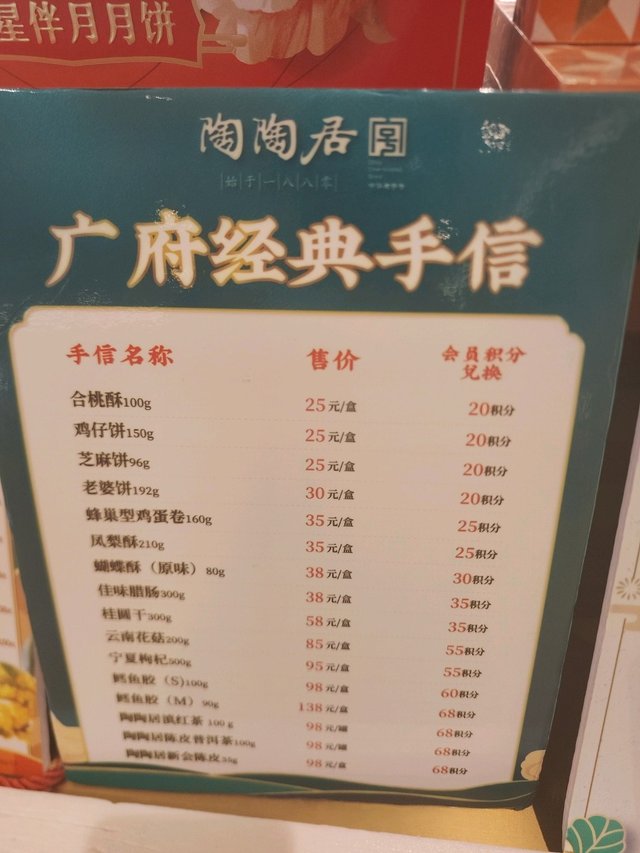 星伴月月饼
陶陶居
始于一八八零
广府经典手信
手信名称 售价 会员积分兑换
合桃酥100g 25元/盒 20积分
鸡仔饼150g 25元/盒 20积分
芝麻饼96g 25元/盒 20积分
老婆饼192g 30元/盒 20积分
蜂巢型鸡蛋卷160g 35元/盒 25积分
凤梨酥210g 35元/盒 25积分
蝴蝶酥（原味）80g 38元/盒 30积分
佳味腊肠300g 38元/盒 35积分
桂圆干300g 58元/盒 35积分
云南花菇200g 85元/盒 55积分
宁夏枸杞500g 95元/盒 55积分
鳕鱼胶（S)100g 98元/盒 60积分
鳕鱼胶（M）90g 138元/盒 68积分
陶陶居滇红茶 100 g 98元/罐 68积分
陶陶居陈皮普洱茶100g 98元/罐 68积分
陶陶居新会陈皮35g 98元/盒 68积分